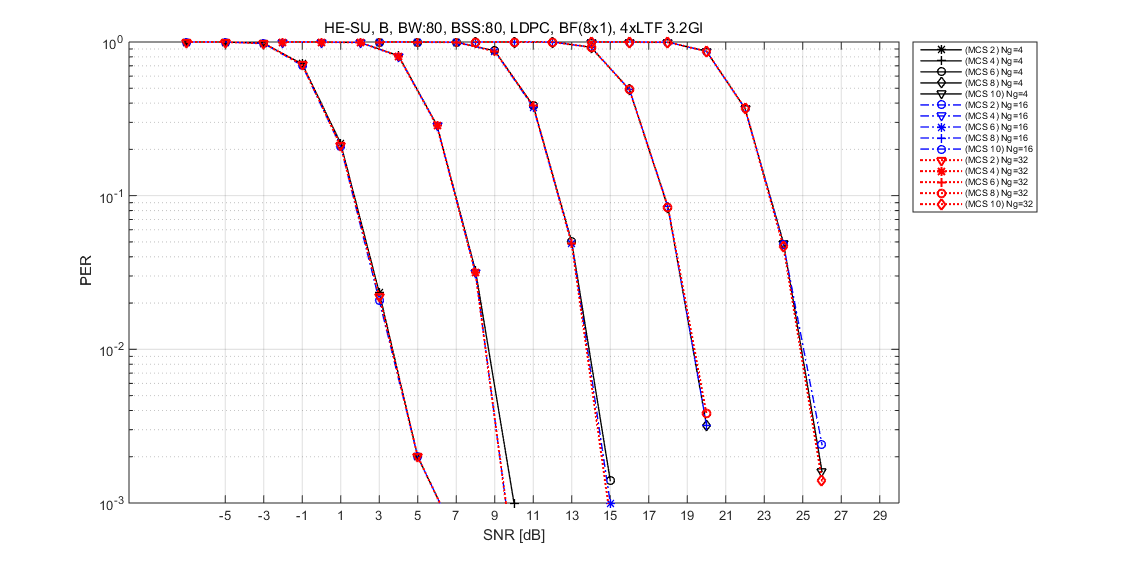 HE-SU, B, BW:80, BSS:80, LDPC, BF(8x1), 4xLTF 3.2GI
10^0
10^-1
10^-2
10^-3
PER
-5 -3 -1 1 3 5 7 9 11 13 15 17 19 21 23 25 27 29
SNR [dB]
(MCS 2) Ng=4
(MCS 4) Ng=4
(MCS 6) Ng=4
(MCS 8) Ng=4
(MCS 10) Ng=4
(MCS 2) Ng=16
(MCS 4) Ng=16
(MCS 6) Ng=16
(MCS 8) Ng=16
(MCS 10) Ng=16
(MCS 2) Ng=32
(MCS 4) Ng=32
(MCS 6) Ng=32
(MCS 8) Ng=32
(MCS 10) Ng=32